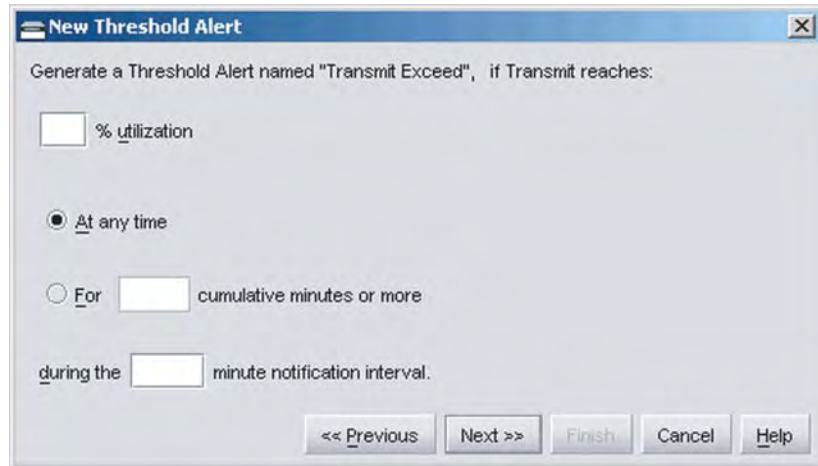 New Threshold Alert
Generate a Threshold Alert named "Transmit Exceed", if Transmit reaches:
% utilization
At any time
For cumulative minutes or more
during the minute notification interval.
<< Previous Next >> Finish Cancel Help